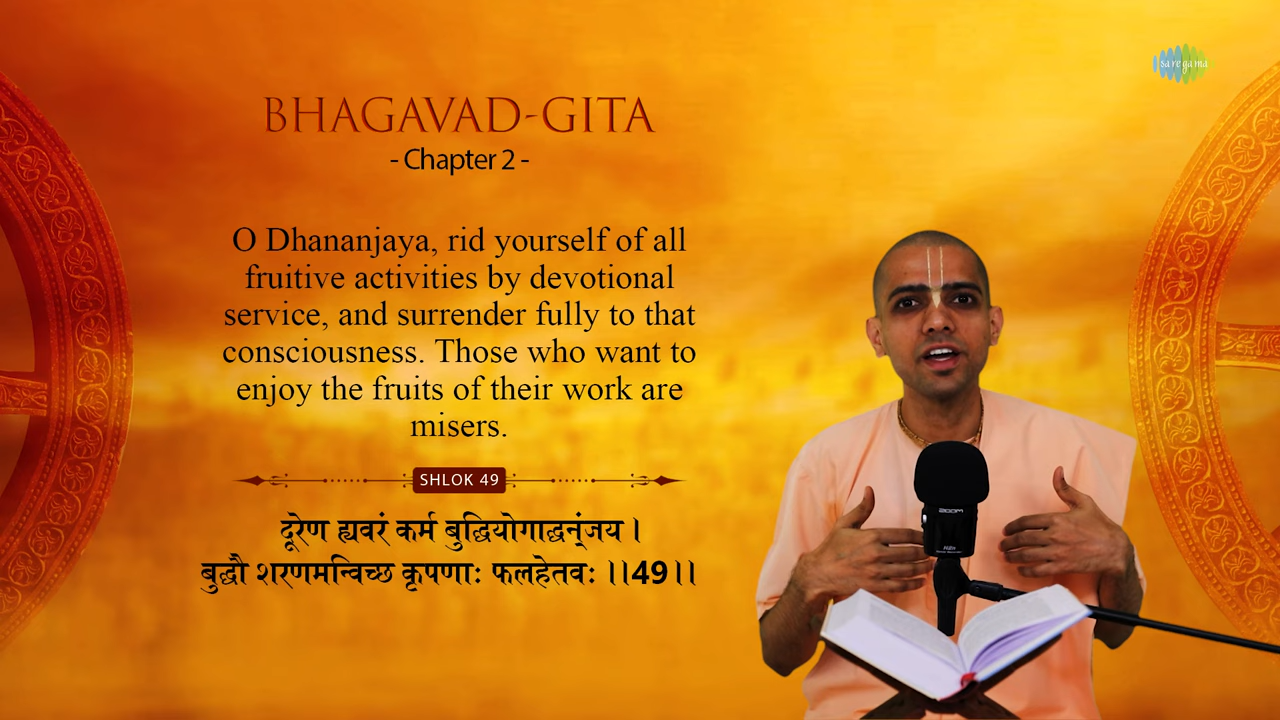 saregama
BHAGAVAD-GITA
- Chapter 2 -
O Dhananjaya, rid yourself of all
fruitive activities by devotional
service, and surrender fully to that
consciousness. Those who want to
enjoy the fruits of their work are
misers.
SHLOK 49
दूरेण ह्यवरं कर्म बुद्धियोगाद्धनंजय ।
बुद्धौ शरणमन्विच्छ कृपणाः फलहेतवः ।।49।।
ZOOM